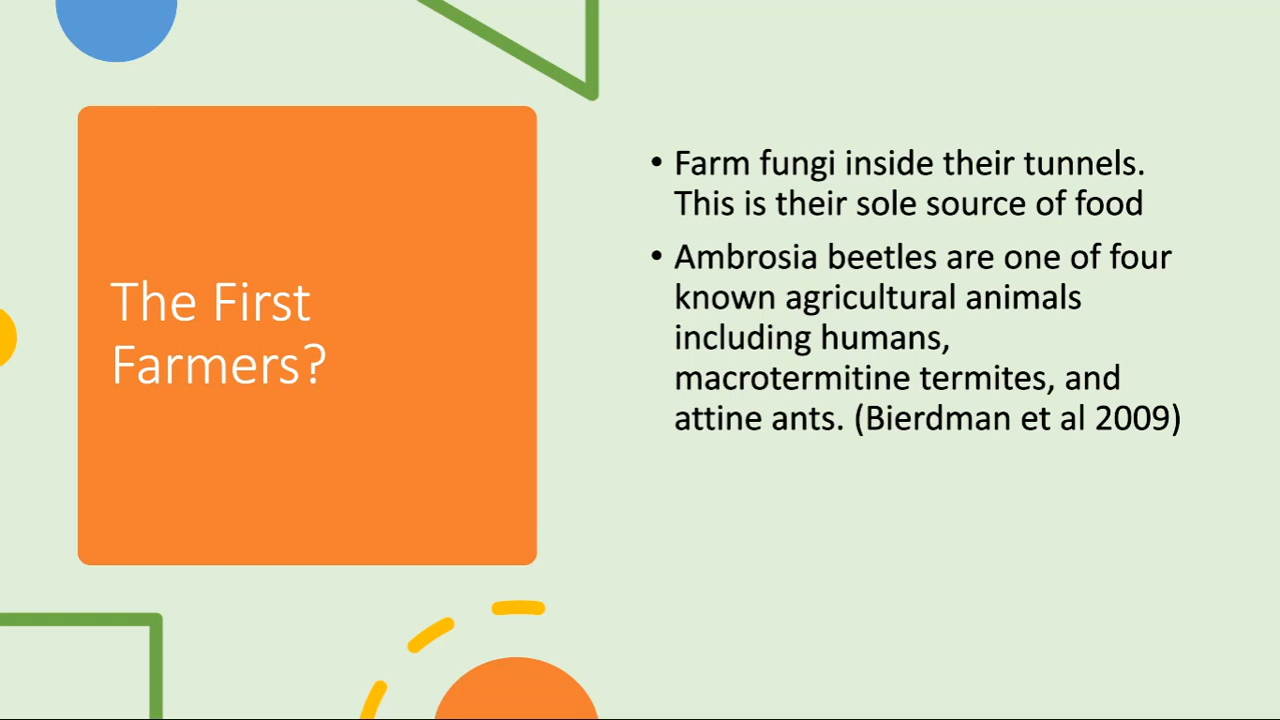 The First
Farmers?
• Farm fungi inside their tunnels.
This is their sole source of food
• Ambrosia beetles are one of four
known agricultural animals
including humans,
macrotermitine termites, and
attine ants. (Bierdman et al 2009)